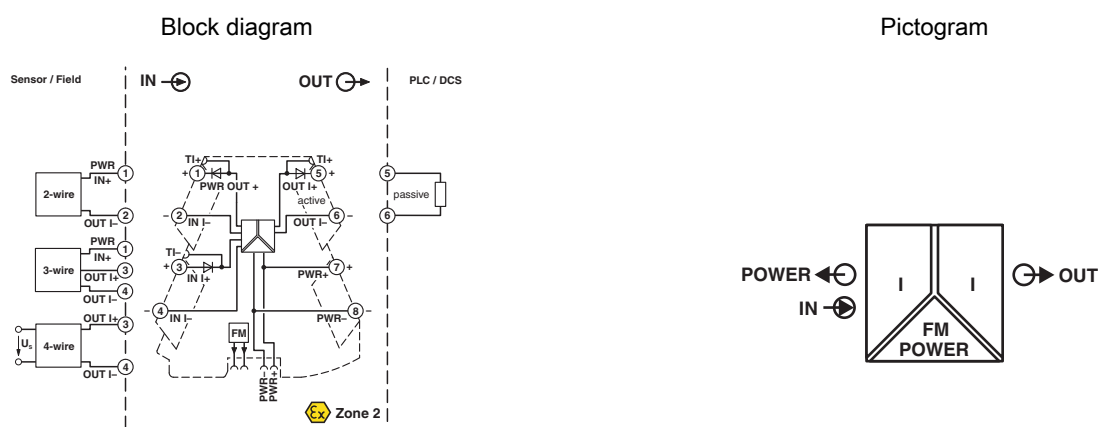 Block diagram
Pictogram
Sensor / Field
IN
OUT
PLC / DCS
PWR
IN+
1
2-wire
2
OUT I–
PWR
IN+
1
3-wire
OUT I+
3
4
OUT I–
OUT I+
3
Us
4-wire
OUT I–
4
TI+
+ 1
PWR OUT +
– 2
IN I–
TI–
+ 3
IN I+
– 4
IN I–
TI+
5 +
OUT I+
active
6 –
OUT I–
PWR+
7 +
PWR–
8 –
FM
PWR–
PWR+
Ex Zone 2
5
passive
6
POWER
IN
I
I
OUT
FM
POWER